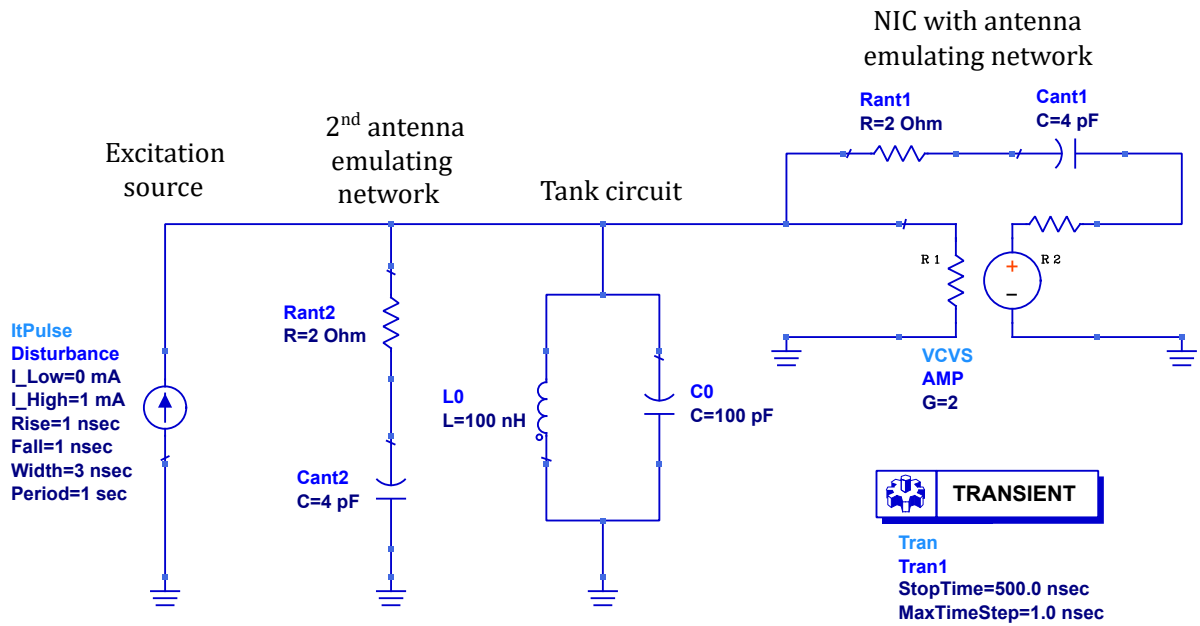 NIC with antenna
emulating network
Rant1
R=2 Ohm
Cant1
C=4 pF
2nd antenna
emulating
network
Excitation
source
Tank circuit
R 1
+
−
R 2
Rant2
R=2 Ohm
ItPulse
Disturbance
I_Low=0 mA
I_High=1 mA
Rise=1 nsec
Fall=1 nsec
Width=3 nsec
Period=1 sec
L0
L=100 nH
C0
C=100 pF
VCVS
AMP
G=2
Cant2
C=4 pF
TRANSIENT
Tran
Tran1
StopTime=500.0 nsec
MaxTimeStep=1.0 nsec